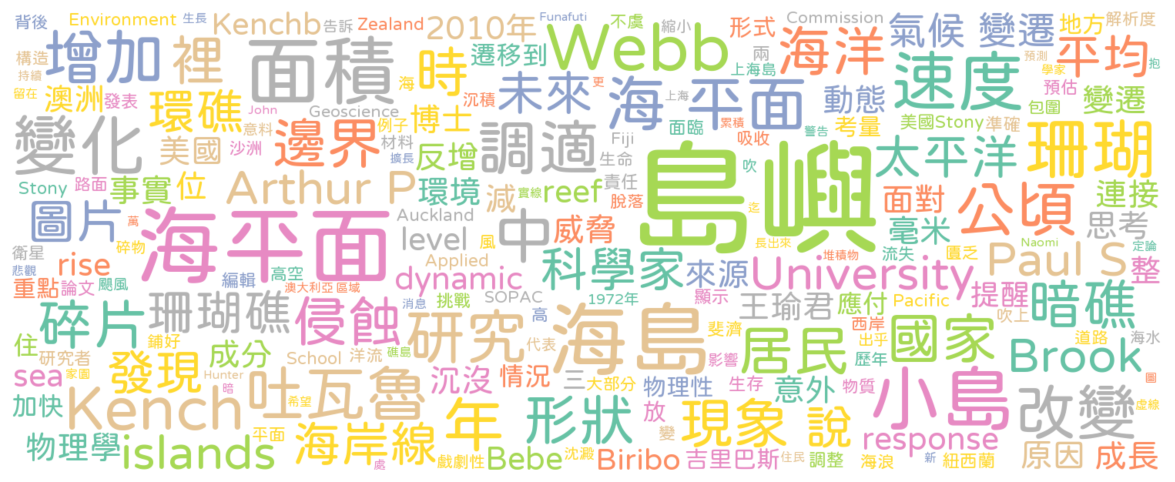 背後 Environment 生長 Kenchb 告訴 Zealand 2010年 Funafuti 不虞 縮小 形式 Commission 氣候 變遷 地方 解析度
構造 增加 裡 面積 遷移到 Webb 兩 海洋 平均 預測 學家 抱
持續 留在 澳洲 發表 環礁 時 海 未來 海 平面 上海島 動態 速度 預估 變遷
變化 Geoscience John 沉積 上海 包圍 美國Stony 準確
意料 例子 博士 面臨 累積 警告 考量
美國 沙洲 材料 邊界 擴長 反增 調適 Fiji 吸收 生命 島嶼 吹 太平洋 珊瑚
Stony 路面 事實 位 Arthur P 環境 減 實線 reef 責任 脫落 迄 面對 公頃 連接
圖片 萬 碎物 海平面 Auckland level 風 中 威脅 長出來 毫米 思考
衛星 悲觀 rise Applied 科學家 來源 堆積物 流失 匱乏 Naomi 定論 Paul S
重點 論文 颶風 編輯 高空 澳大利亞 區域 dynamic University 提醒 整
消息 挑戰 SOPAC 1972年 顯示 王瑜君 應付 Pacific 吹上 暗礁
碎片 珊瑚礁 侵蝕 研究 高 海島 斐濟 西岸 出乎 道路 海水
住 鋪好 成分 礁島 代表 影響 居民 歷年 國家 Brook
研究者 發現 School 洋流 沉沒 情況 三 大部分 生存 圖
sea 家園 Hunter 吐瓦魯 物理性 意外 物質 小島 改變
加快 暗 Kench 希望 年 形狀 放 現象 說 虛線
物理學 islands 平面 海岸線 沈澱 變 調整 response
處 戲劇性 Bebe Biribo 吉里巴斯 住民 海浪 新 紐西蘭 原因 成長